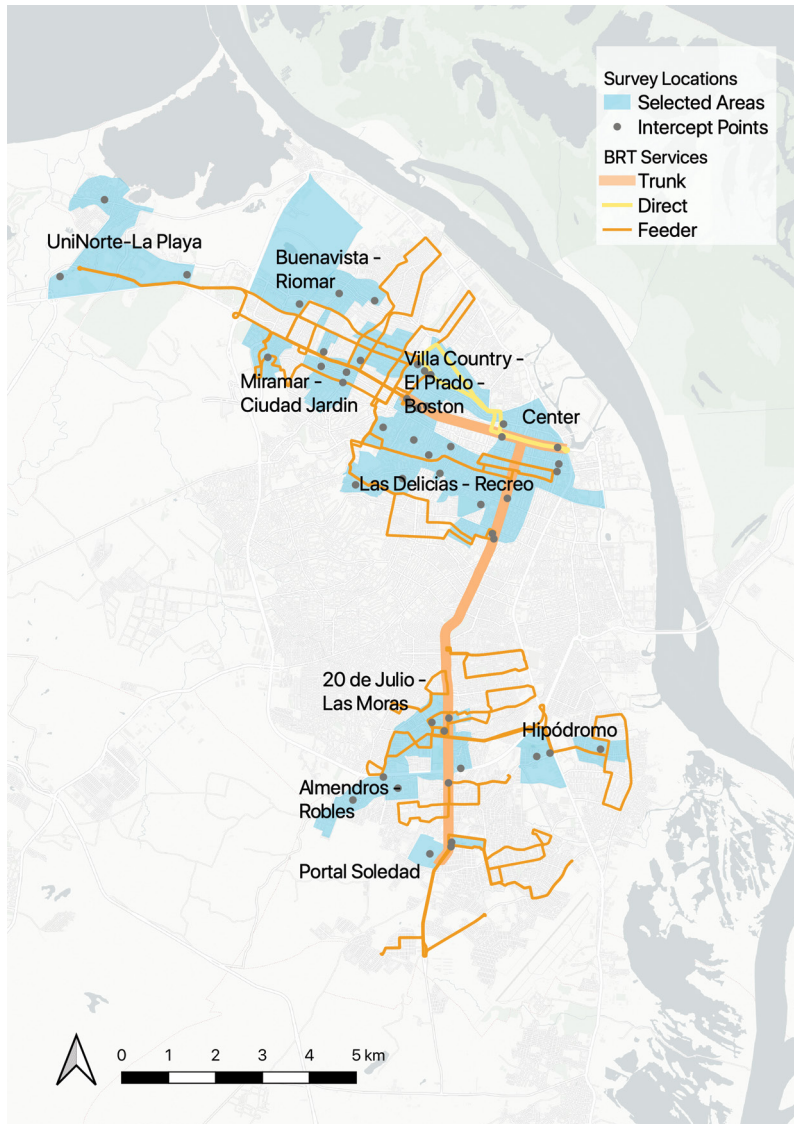 Survey Locations
Selected Areas
Intercept Points
BRT Services
Trunk
Direct
Feeder
UniNorte-La Playa
Buenavista -
Riomar
Villa Country -
El Prado -
Boston
Miramar -
Ciudad Jardin
Center
Las Delicias - Recreo
20 de Julio -
Las Moras
Hipódromo
Almendros -
Robles
Portal Soledad
0 1 2 3 4 5 km